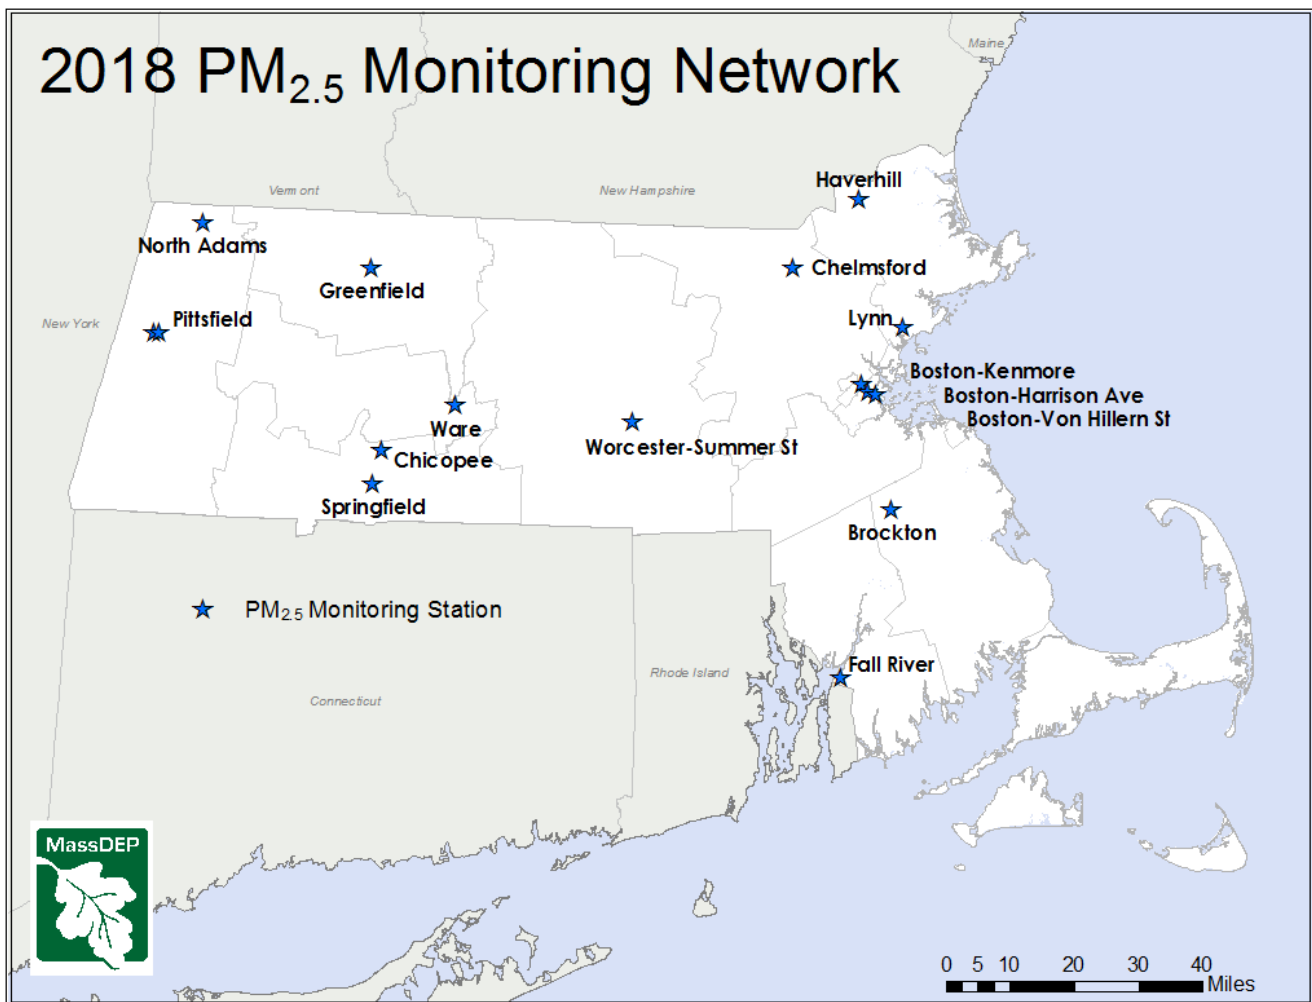 2018 PM2.5 Monitoring Network
Maine
Vermont
New Hampshire
Haverhill
North Adams
Greenfield
Chelmsford
New York
Pittsfield
Lynn
Boston-Kenmore
Boston-Harrison Ave
Boston-Von Hillern St
Ware
Worcester-Summer St
Chicopee
Springfield
Brockton
PM2.5 Monitoring Station
Fall River
Rhode Island
Connecticut
MassDEP
0 5 10 20 30 40
Miles